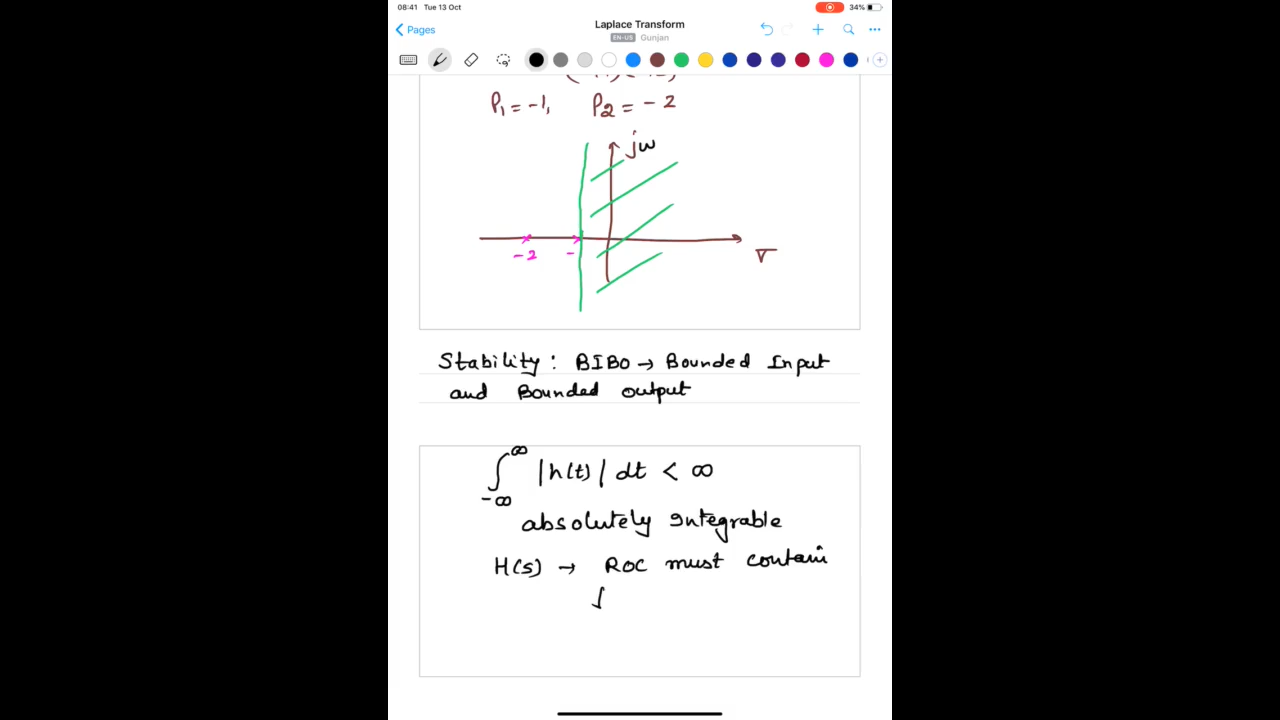 08:41 Tue 13 Oct
34%
Laplace Transform
Pages
EN-US Gunjan
P1 = -1, P2 = -2
jω
-2 -
σ
Stability : BIBO → Bounded Input
and Bounded output
∫-∞^∞ |h(t)| dt < ∞
absolutely integrable
H(s) → ROC must contain